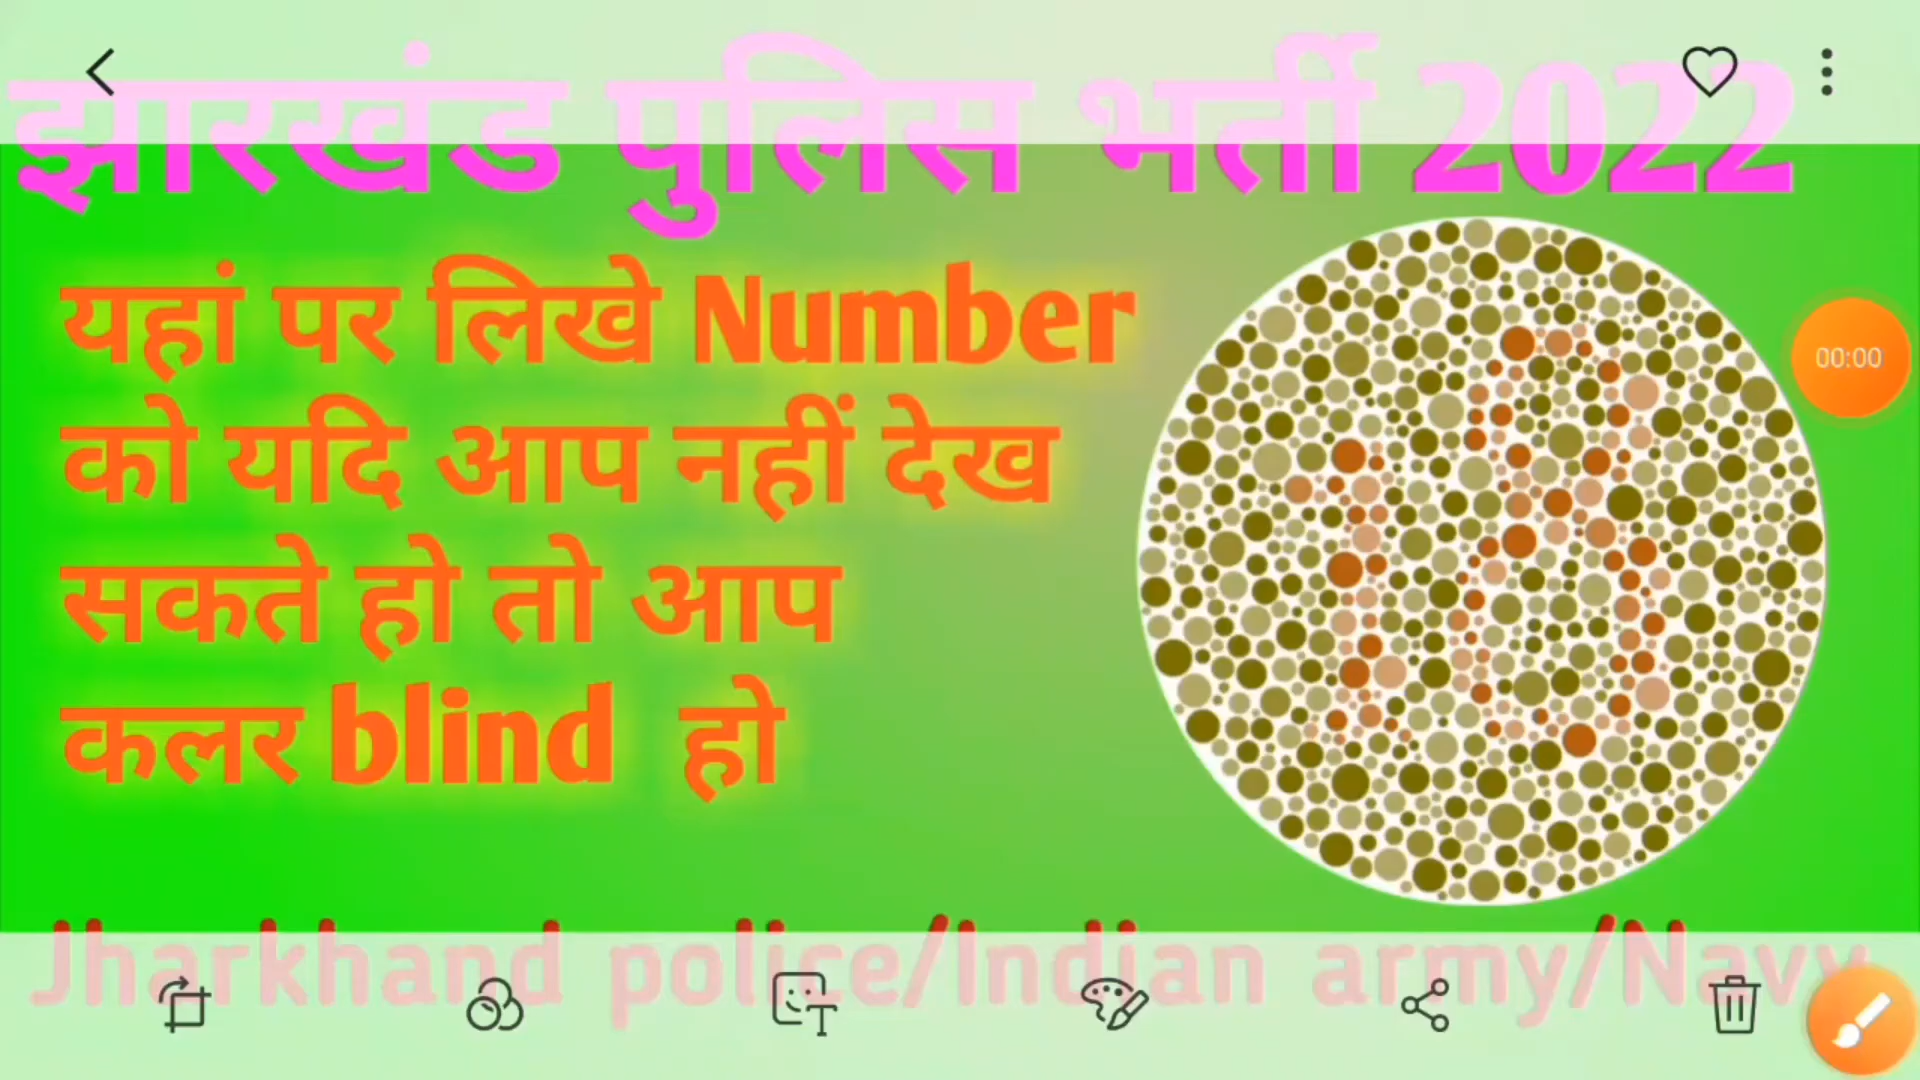 झारखंड पुलिस भर्ती 2022
यहां पर लिखे Number
को यदि आप नहीं देख
सकते हो तो आप
कलर blind हो
18
00:00
Jharkhand police/Indian army/Navy